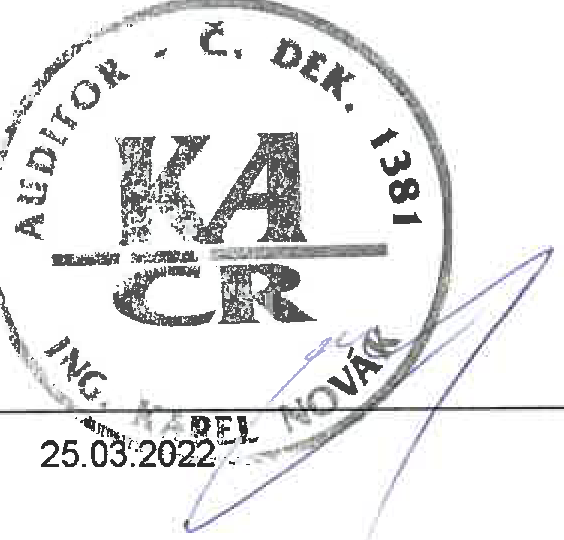 AUDITOR - Č. DEK. 1381
KA
ČR
ING. KAREL NOVÁK
25.03.2022